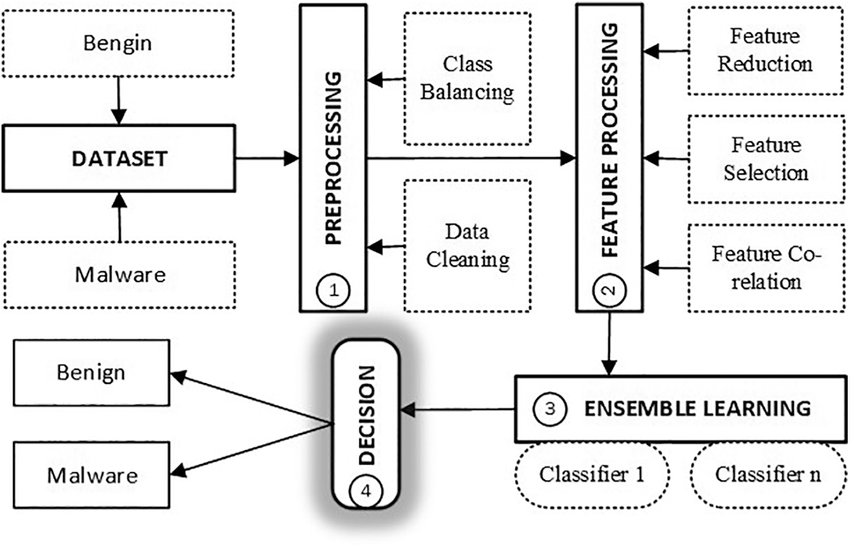 Bengin
DATASET
Malware
PREPROCESSING
1
Class
Balancing
Data
Cleaning
FEATURE PROCESSING
2
Feature
Reduction
Feature
Selection
Feature Co-
relation
3 ENSEMBLE LEARNING
Classifier 1
Classifier n
DECISION
4
Benign
Malware